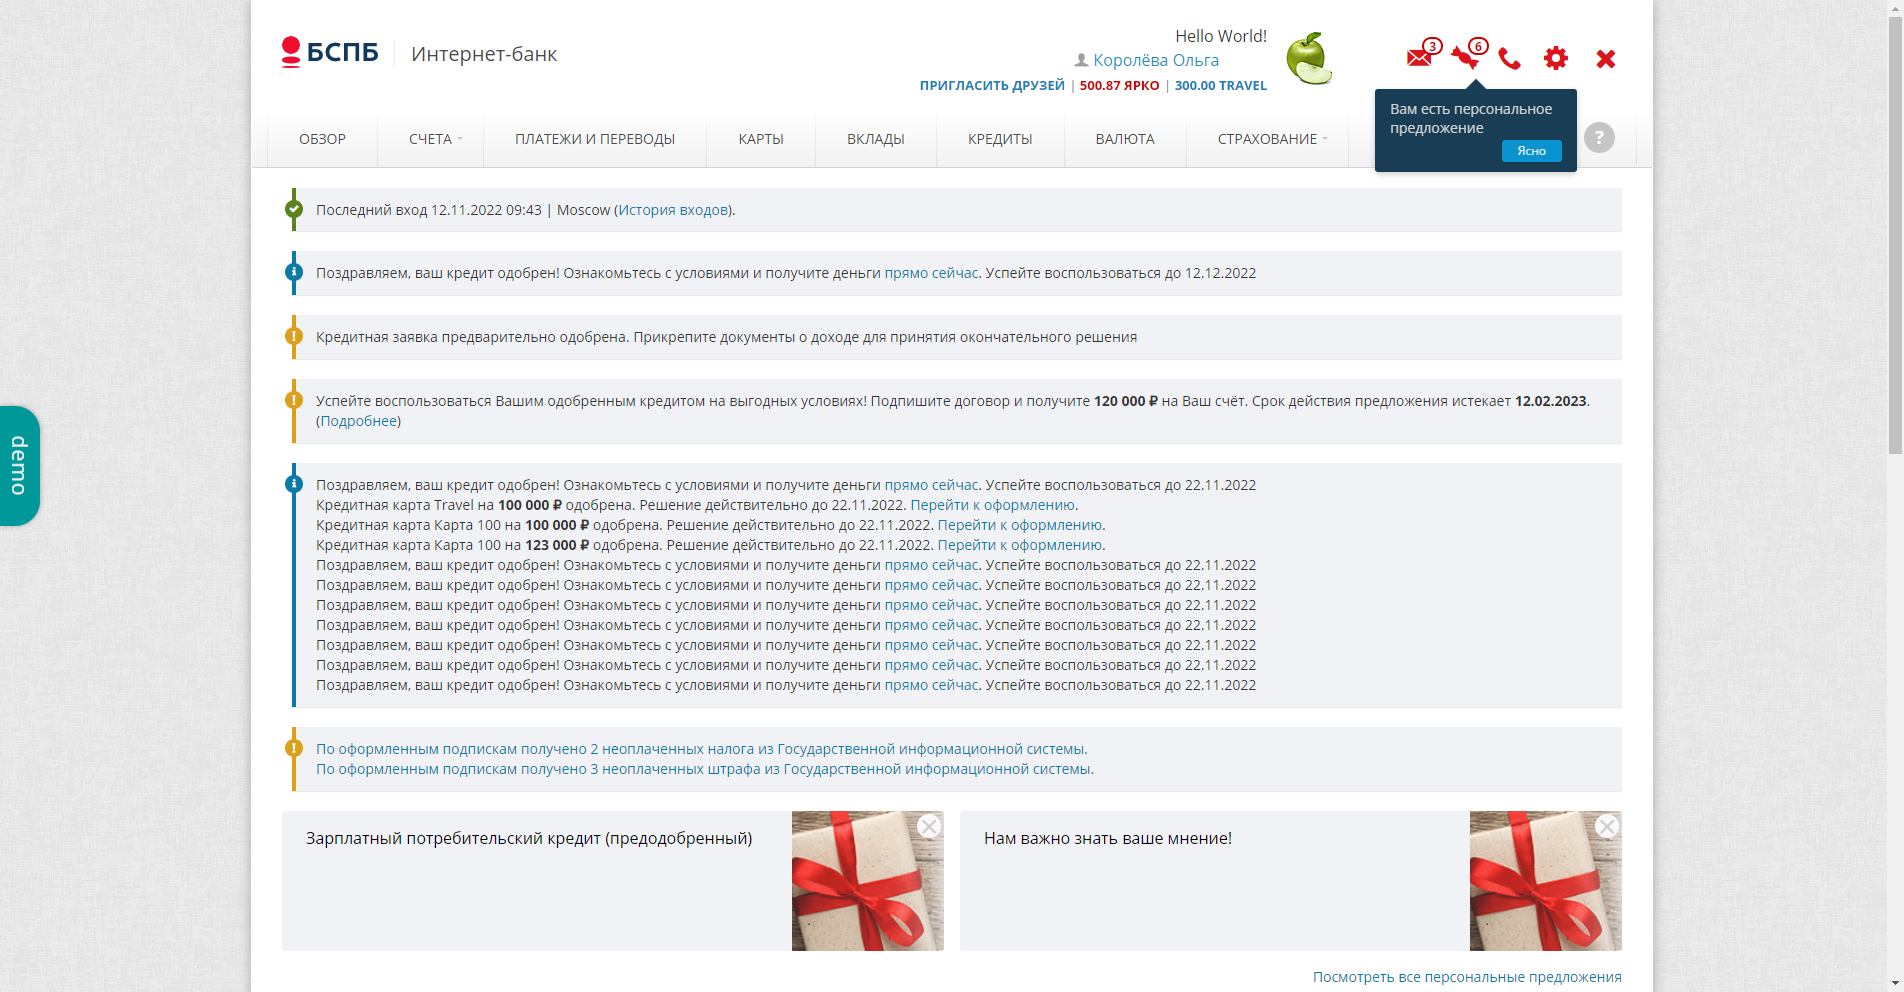 БСПБ
Интернет-банк
Hello World!
Королёва Ольга
ПРИГЛАСИТЬ ДРУЗЕЙ | 500.87 ЯРКО | 300.00 TRAVEL
3
6
Вам есть персональное
предложение
Ясно
?
ОБЗОР
СЧЕТА
ПЛАТЕЖИ И ПЕРЕВОДЫ
КАРТЫ
ВКЛАДЫ
КРЕДИТЫ
ВАЛЮТА
СТРАХОВАНИЕ
Последний вход 12.11.2022 09:43 | Moscow (История входов).
Поздравляем, ваш кредит одобрен! Ознакомьтесь с условиями и получите деньги прямо сейчас. Успейте воспользоваться до 12.12.2022
Кредитная заявка предварительно одобрена. Прикрепите документы о доходе для принятия окончательного решения
Успейте воспользоваться Вашим одобренным кредитом на выгодных условиях! Подпишите договор и получите 120 000 ₽ на Ваш счёт. Срок действия предложения истекает 12.02.2023.
(Подробнее)
demo
Поздравляем, ваш кредит одобрен! Ознакомьтесь с условиями и получите деньги прямо сейчас. Успейте воспользоваться до 22.11.2022
Кредитная карта Travel на 100 000 ₽ одобрена. Решение действительно до 22.11.2022. Перейти к оформлению.
Кредитная карта Карта 100 на 100 000 ₽ одобрена. Решение действительно до 22.11.2022. Перейти к оформлению.
Кредитная карта Карта 100 на 123 000 ₽ одобрена. Решение действительно до 22.11.2022. Перейти к оформлению.
Поздравляем, ваш кредит одобрен! Ознакомьтесь с условиями и получите деньги прямо сейчас. Успейте воспользоваться до 22.11.2022
Поздравляем, ваш кредит одобрен! Ознакомьтесь с условиями и получите деньги прямо сейчас. Успейте воспользоваться до 22.11.2022
Поздравляем, ваш кредит одобрен! Ознакомьтесь с условиями и получите деньги прямо сейчас. Успейте воспользоваться до 22.11.2022
Поздравляем, ваш кредит одобрен! Ознакомьтесь с условиями и получите деньги прямо сейчас. Успейте воспользоваться до 22.11.2022
Поздравляем, ваш кредит одобрен! Ознакомьтесь с условиями и получите деньги прямо сейчас. Успейте воспользоваться до 22.11.2022
Поздравляем, ваш кредит одобрен! Ознакомьтесь с условиями и получите деньги прямо сейчас. Успейте воспользоваться до 22.11.2022
Поздравляем, ваш кредит одобрен! Ознакомьтесь с условиями и получите деньги прямо сейчас. Успейте воспользоваться до 22.11.2022
По оформленным подпискам получено 2 неоплаченных налога из Государственной информационной системы.
По оформленным подпискам получено 3 неоплаченных штрафа из Государственной информационной системы.
Зарплатный потребительский кредит (предодобренный)
Нам важно знать ваше мнение!
Посмотреть все персональные предложения